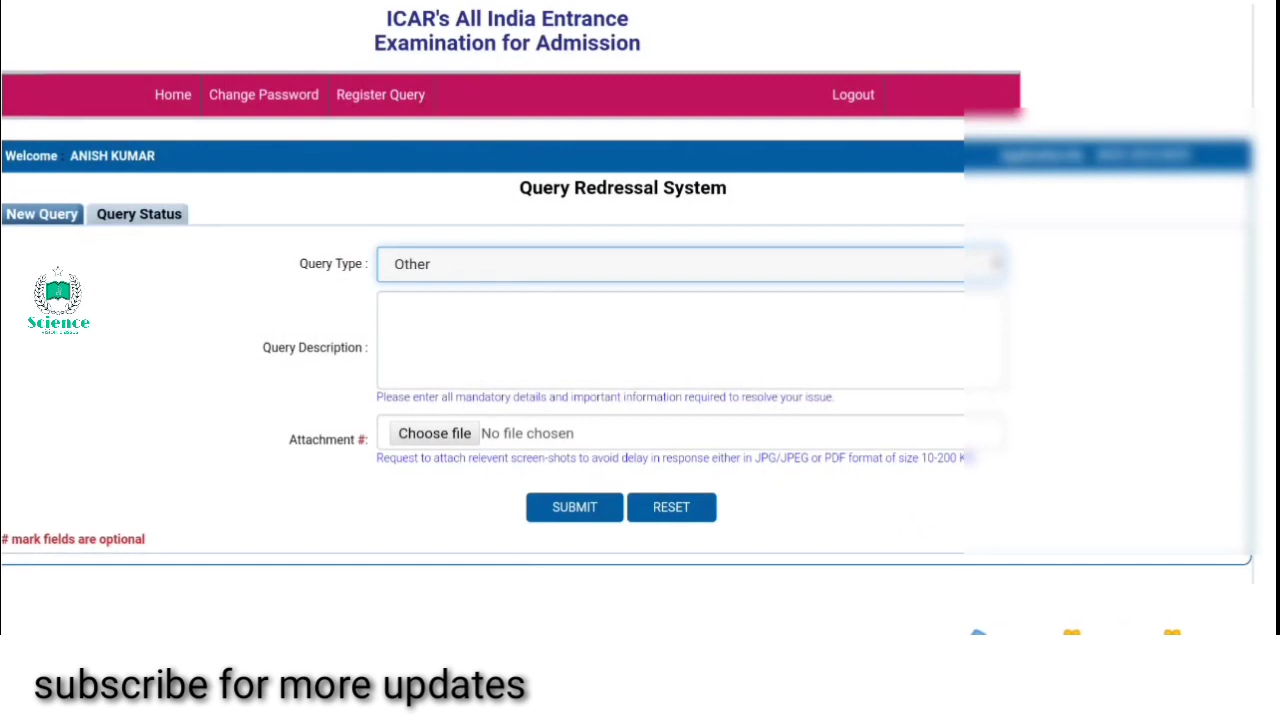 ICAR's All India Entrance
Examination for Admission
Home Change Password Register Query Logout
Welcome : ANISH KUMAR
Query Redressal System
New Query Query Status
Query Type : Other
Science
Query Description :
Please enter all mandatory details and important information required to resolve your issue.
Attachment #: Choose file No file chosen
Request to attach relevent screen-shots to avoid delay in response either in JPG/JPEG or PDF format of size 10-200
SUBMIT RESET
# mark fields are optional
subscribe for more updates